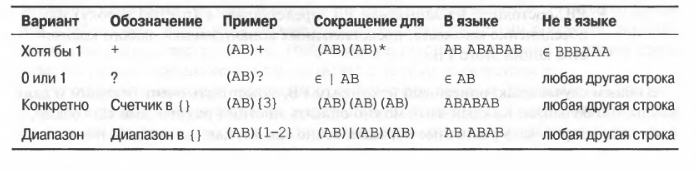 Вариант Обозначение Пример Сокращение для В языке Не в языке
Хотя бы 1 + (AB)+ (AB)(AB)* AB ABABAB ϵ BBBAAA
0 или 1 ? (AB)? ϵ | AB ϵ AB любая другая строка
Конкретно Счетчик в {} (AB){3} (AB)(AB)(AB) ABABAB любая другая строка
Диапазон Диапазон в {} (AB){1-2} (AB)|(AB)(AB) AB ABAB любая другая строка